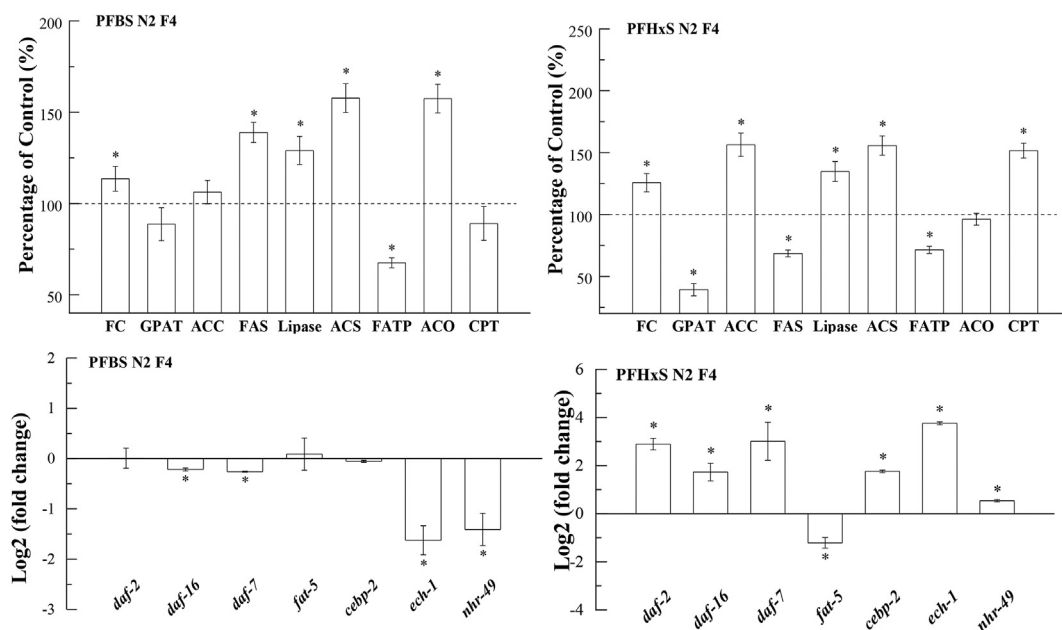 PFBS N2 F4
Percentage of Control (%)
200
150
100
50
* * * * * *
FC GPAT ACC FAS Lipase ACS FATP ACO CPT
PFHxS N2 F4
Percentage of Control (%)
250
200
150
100
50
* * * * * * * *
FC GPAT ACC FAS Lipase ACS FATP ACO CPT
PFBS N2 F4
Log2 (fold change)
2
1
0
-1
-2
-3
* * * *
daf-2 daf-16 daf-7 fat-5 cebp-2 ech-1 nhr-49
PFHxS N2 F4
Log2 (fold change)
6
4
2
0
-2
-4
* * * * * * *
daf-2 daf-16 daf-7 fat-5 cebp-2 ech-1 nhr-49